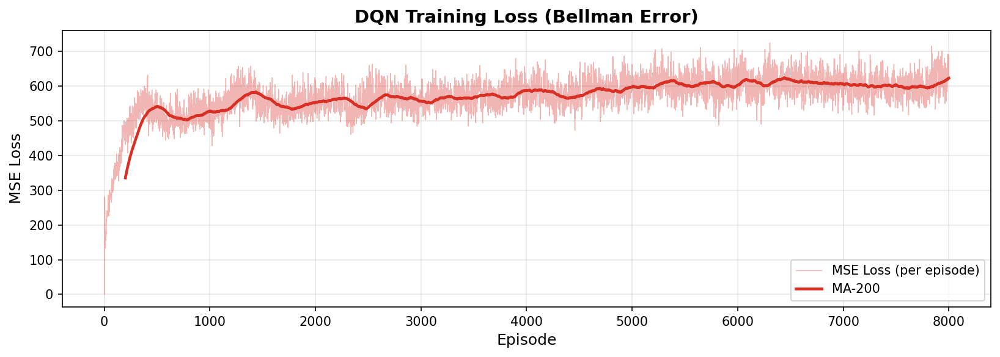 DQN Training Loss (Bellman Error)
MSE Loss
700
600
500
400
300
200
100
0
0 1000 2000 3000 4000 5000 6000 7000 8000
Episode
MSE Loss (per episode)
MA-200